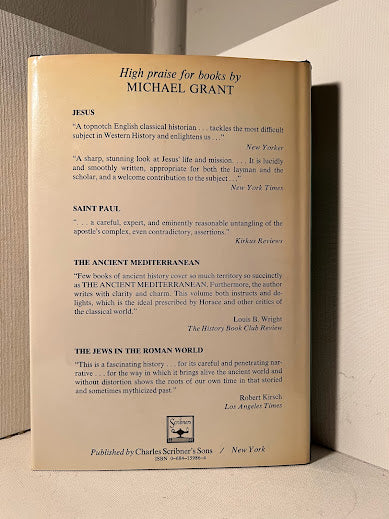 High praise for books by
MICHAEL GRANT
JESUS
"A topnotch English classical historian . . . tackles the most difficult
subject in Western History and enlightens us . . ."
New Yorker
"A sharp, stunning look at Jesus' life and mission. . . . It is lucidly
and smoothly written, appropriate for both the layman and the
scholar, and a welcome contribution to the subject . . ."
New York Times
SAINT PAUL
". . . a careful, expert, and eminently reasonable untangling of the
apostle's complex, even contradictory, assertions."
Kirkus Reviews
THE ANCIENT MEDITERRANEAN
"Few books of ancient history cover so much territory so succinctly
as THE ANCIENT MEDITERRANEAN. Furthermore, the author
writes with clarity and charm. This volume both instructs and de-
lights, which is the ideal prescribed by Horace and other critics of
the classical world."
Louis B. Wright
The History Book Club Review
THE JEWS IN THE ROMAN WORLD
"This is a fascinating history . . . for its careful and penetrating nar-
rative . . . for the way in which it brings alive the ancient world and
without distortion shows the roots of our own time in that storied
and sometimes mythicized past."
Robert Kirsch
Los Angeles Times
Scribners
Published by Charles Scribner's Sons / New York
ISBN 0-684-15986-4